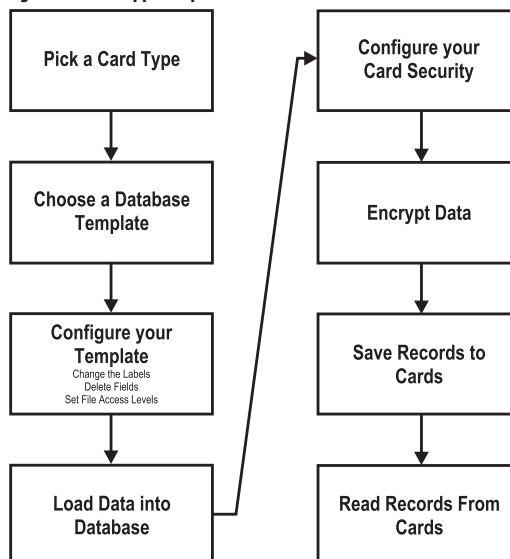 Pick a Card Type
Choose a Database
Template
Configure your
Template
Change the Labels
Delete Fields
Set File Access Levels
Load Data into
Database
Configure your
Card Security
Encrypt Data
Save Records to
Cards
Read Records From
Cards